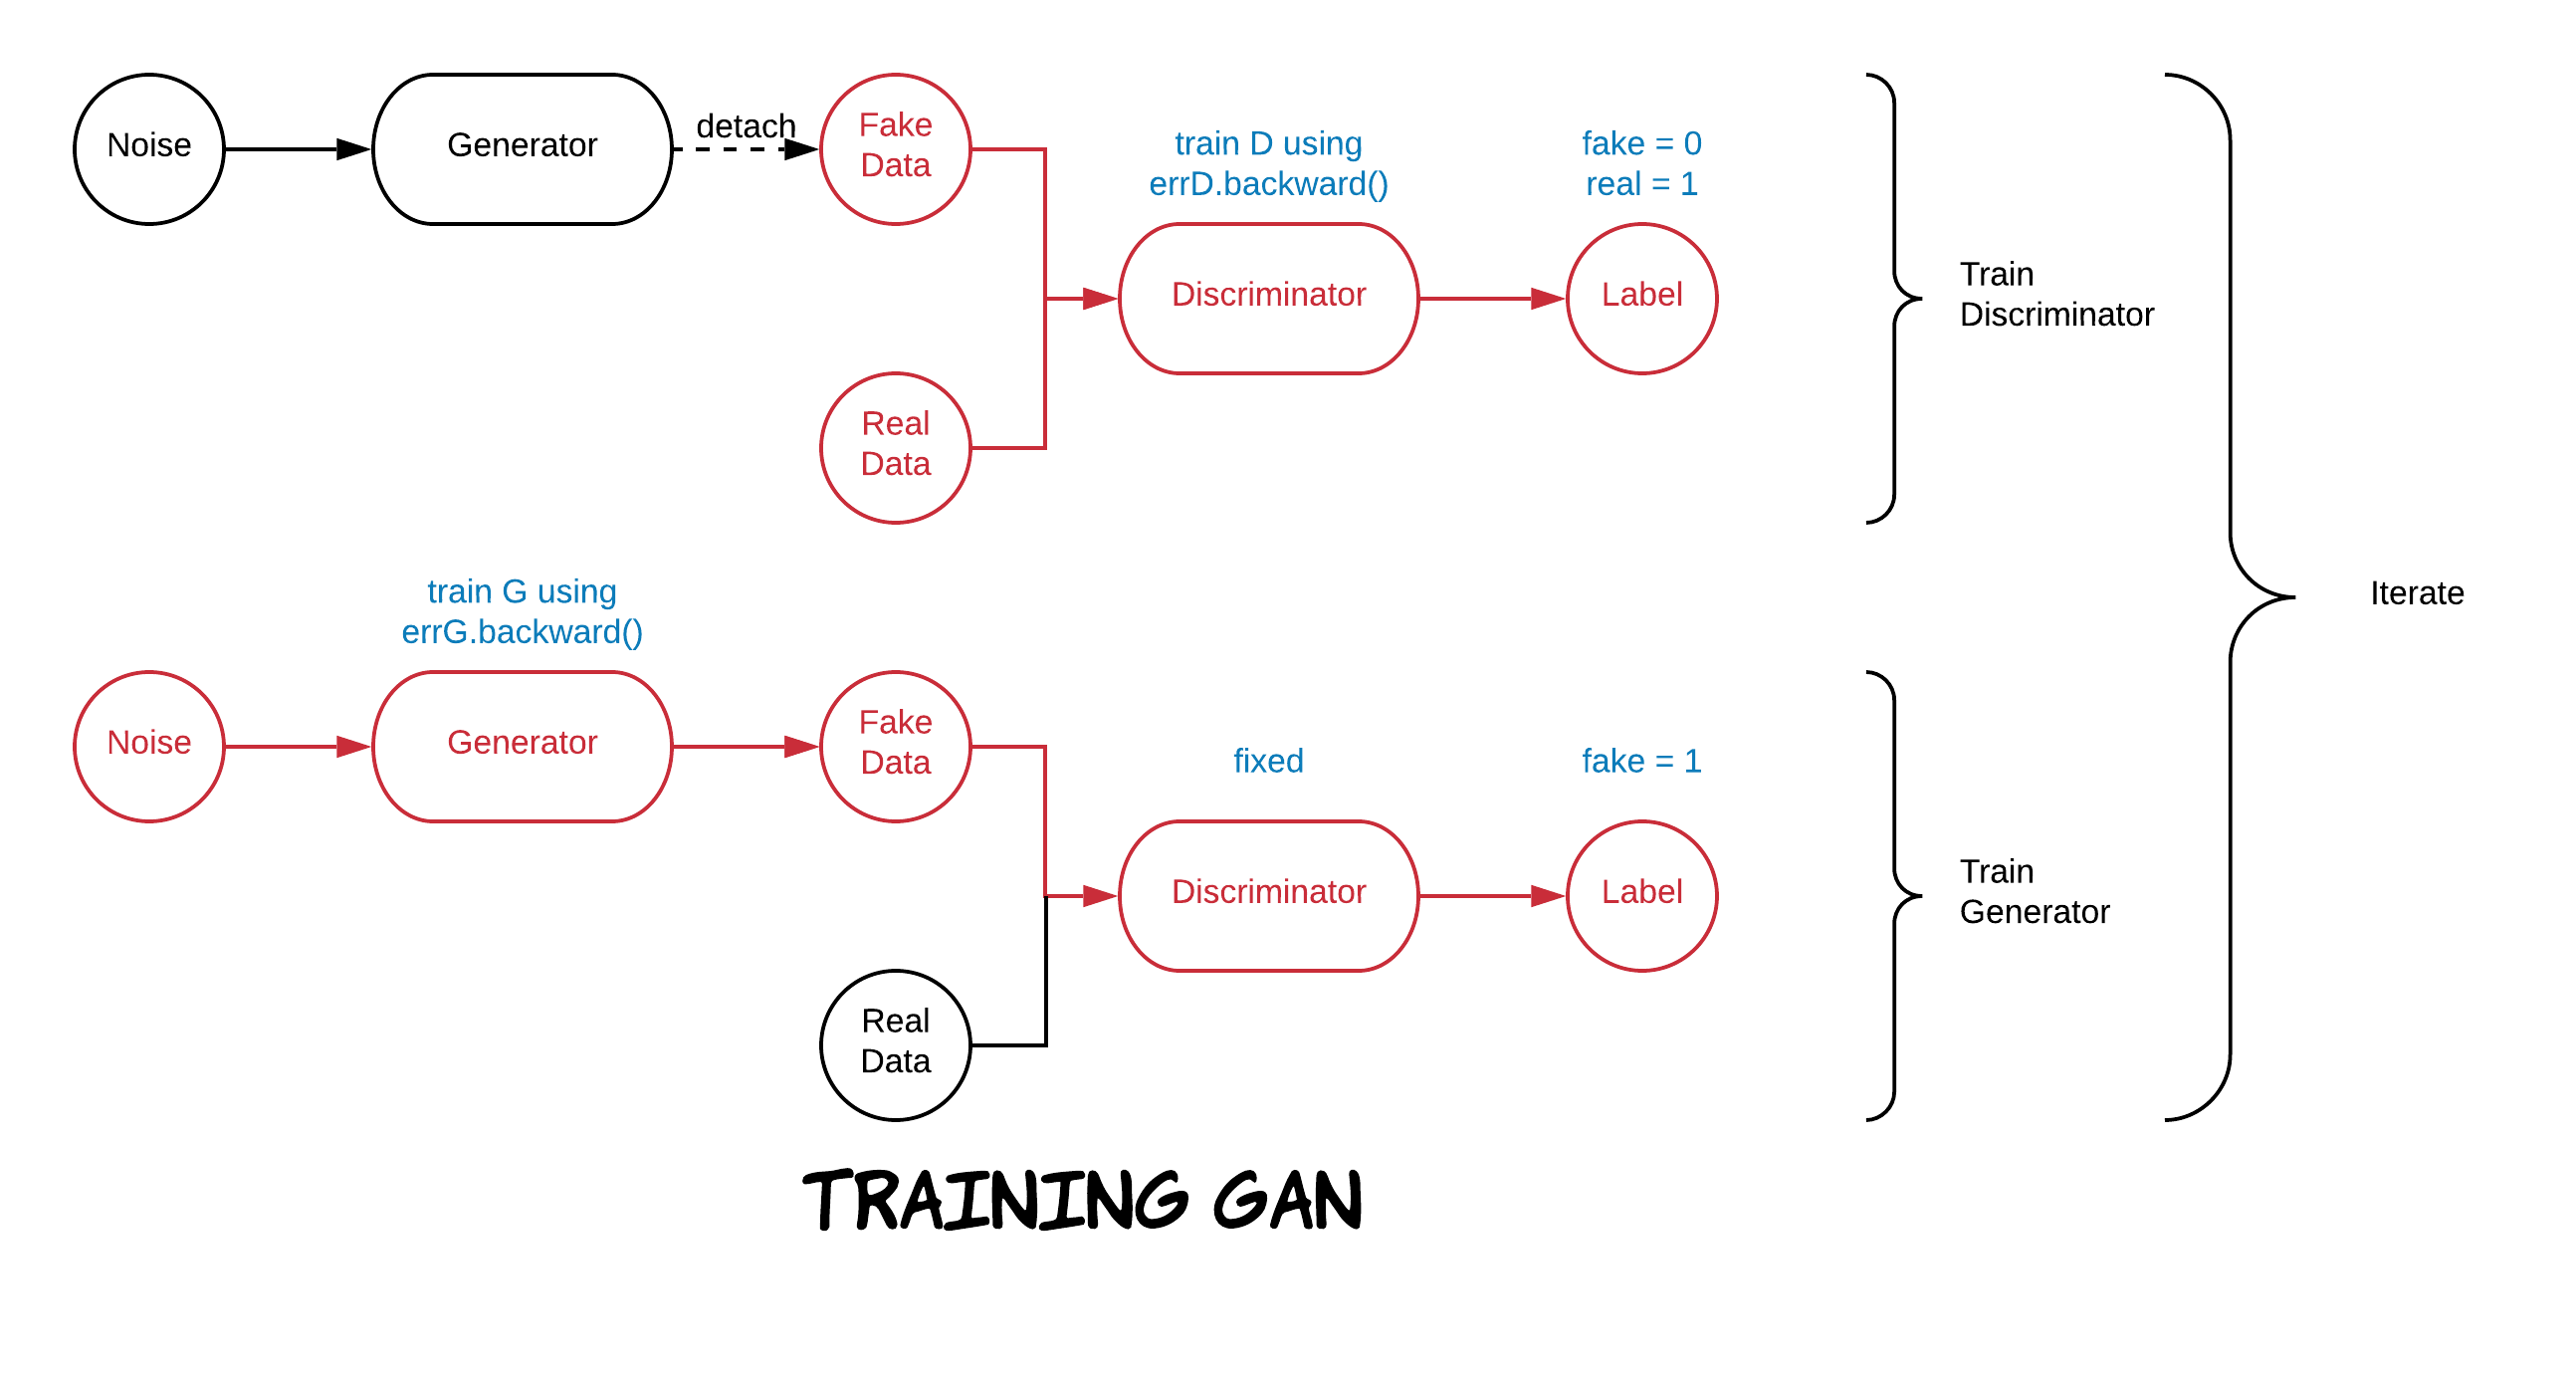 Noise
Generator
detach
Fake
Data
train D using
errD.backward()
fake = 0
real = 1
Discriminator
Label
Real
Data
Train
Discriminator
Iterate
train G using
errG.backward()
Noise
Generator
Fake
Data
fixed
fake = 1
Discriminator
Label
Real
Data
Train
Generator
TRAINING GAN